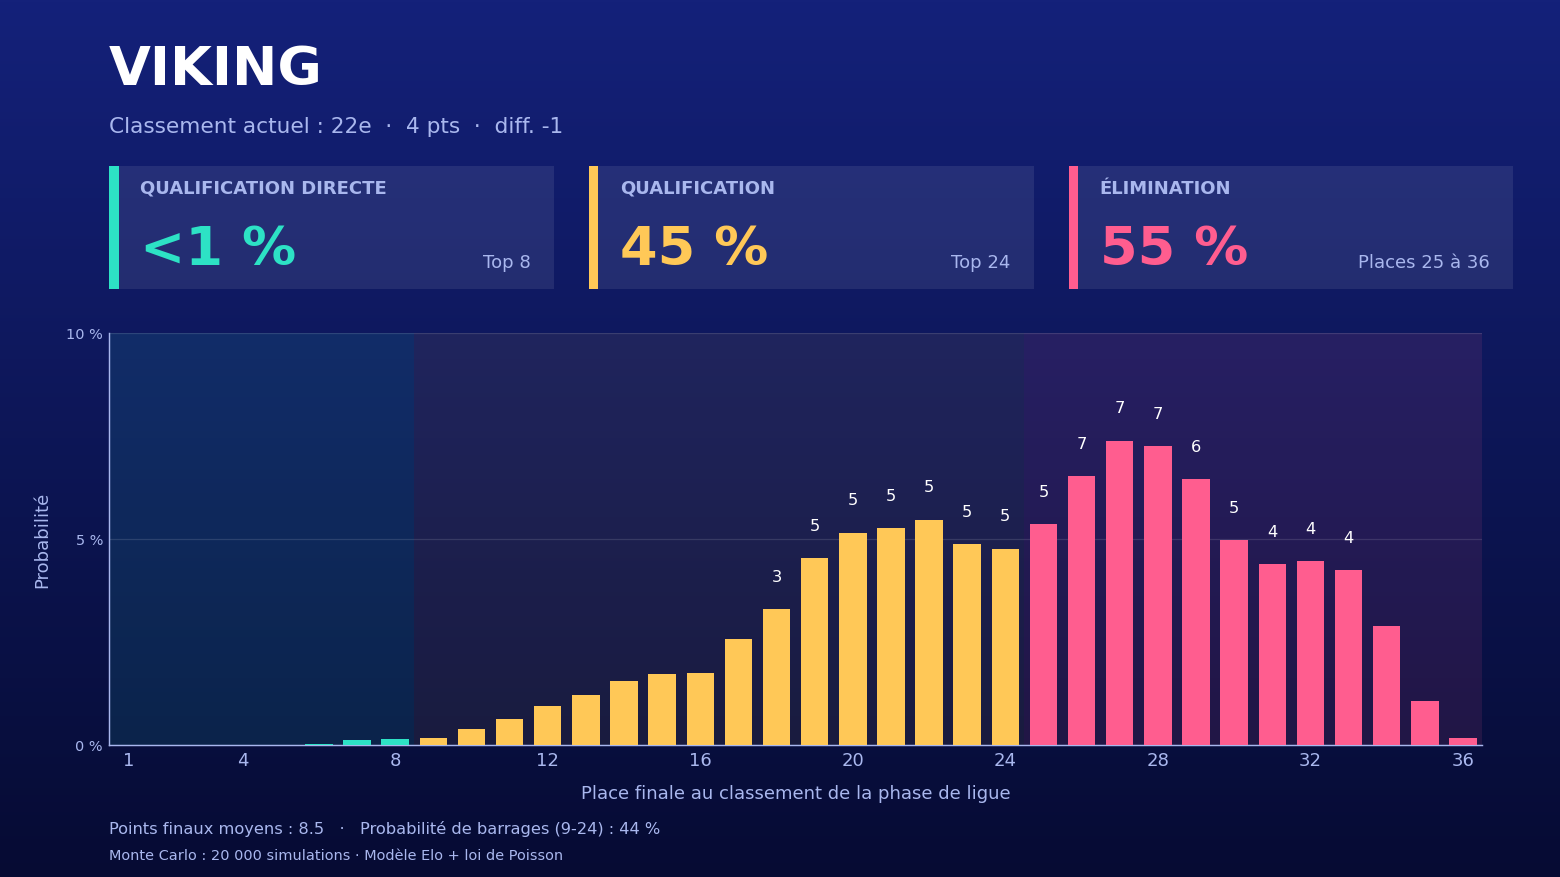 VIKING
Classement actuel : 22e · 4 pts · diff. -1
QUALIFICATION DIRECTE
<1 %
Top 8
QUALIFICATION
45 %
Top 24
ÉLIMINATION
55 %
Places 25 à 36
Probabilité
10 %
5 %
0 %
3 5 5 5 5 5 5 5 7 7 7 6 5 4 4 4
1 4 8 12 16 20 24 28 32 36
Place finale au classement de la phase de ligue
Points finaux moyens : 8.5 · Probabilité de barrages (9-24) : 44 %
Monte Carlo : 20 000 simulations · Modèle Elo + loi de Poisson